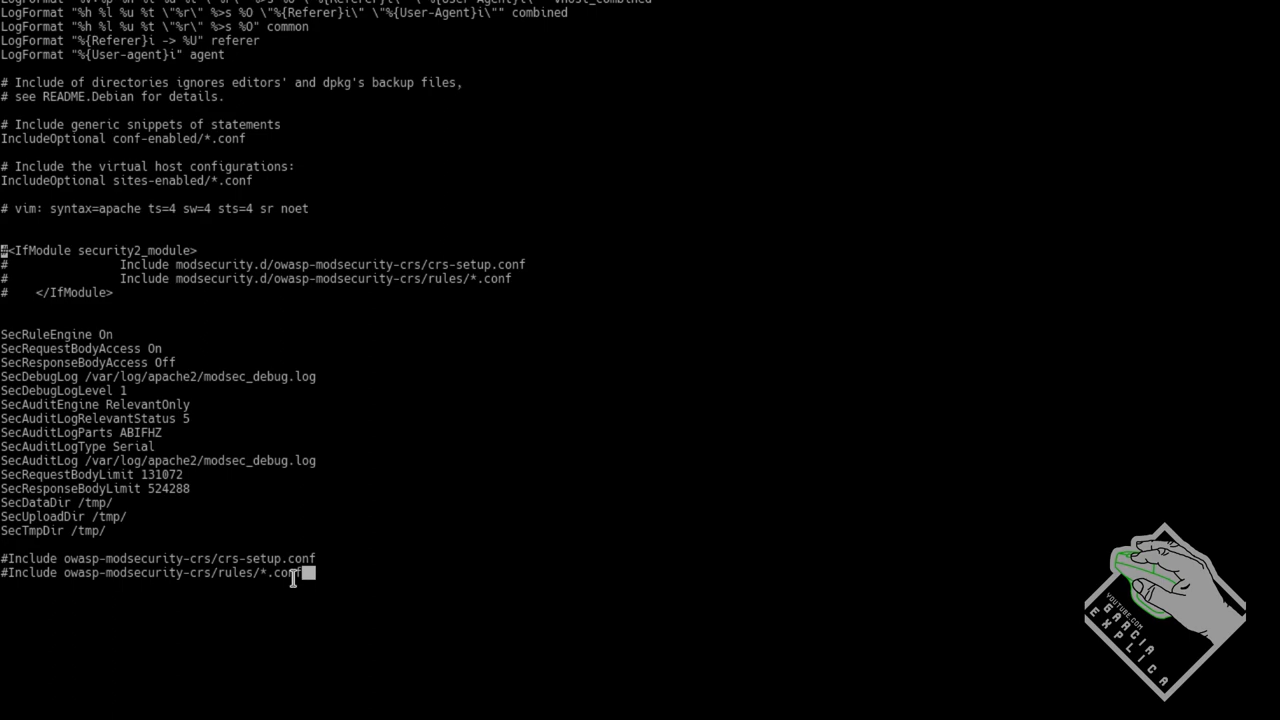 LogFormat "%h %l %u %t \"%r\" %>s %O \"%{Referer}i\" \"%{User-Agent}i\"" combined
LogFormat "%h %l %u %t \"%r\" %>s %O" common
LogFormat "%{Referer}i -> %U" referer
LogFormat "%{User-agent}i" agent
# Include of directories ignores editors' and dpkg's backup files,
# see README.Debian for details.
# Include generic snippets of statements
IncludeOptional conf-enabled/*.conf
# Include the virtual host configurations:
IncludeOptional sites-enabled/*.conf
# vim: syntax=apache ts=4 sw=4 sts=4 sr noet
#<IfModule security2_module>
#                Include modsecurity.d/owasp-modsecurity-crs/crs-setup.conf
#                Include modsecurity.d/owasp-modsecurity-crs/rules/*.conf
#    </IfModule>
SecRuleEngine On
SecRequestBodyAccess On
SecResponseBodyAccess Off
SecDebugLog /var/log/apache2/modsec_debug.log
SecDebugLogLevel 1
SecAuditEngine RelevantOnly
SecAuditLogRelevantStatus 5
SecAuditLogParts ABIFHZ
SecAuditLogType Serial
SecAuditLog /var/log/apache2/modsec_debug.log
SecRequestBodyLimit 131072
SecResponseBodyLimit 524288
SecDataDir /tmp/
SecUploadDir /tmp/
SecTmpDir /tmp/
#Include owasp-modsecurity-crs/crs-setup.conf
#Include owasp-modsecurity-crs/rules/*.conf
YOUTUBE.COM
GARCIA
EXPLICA